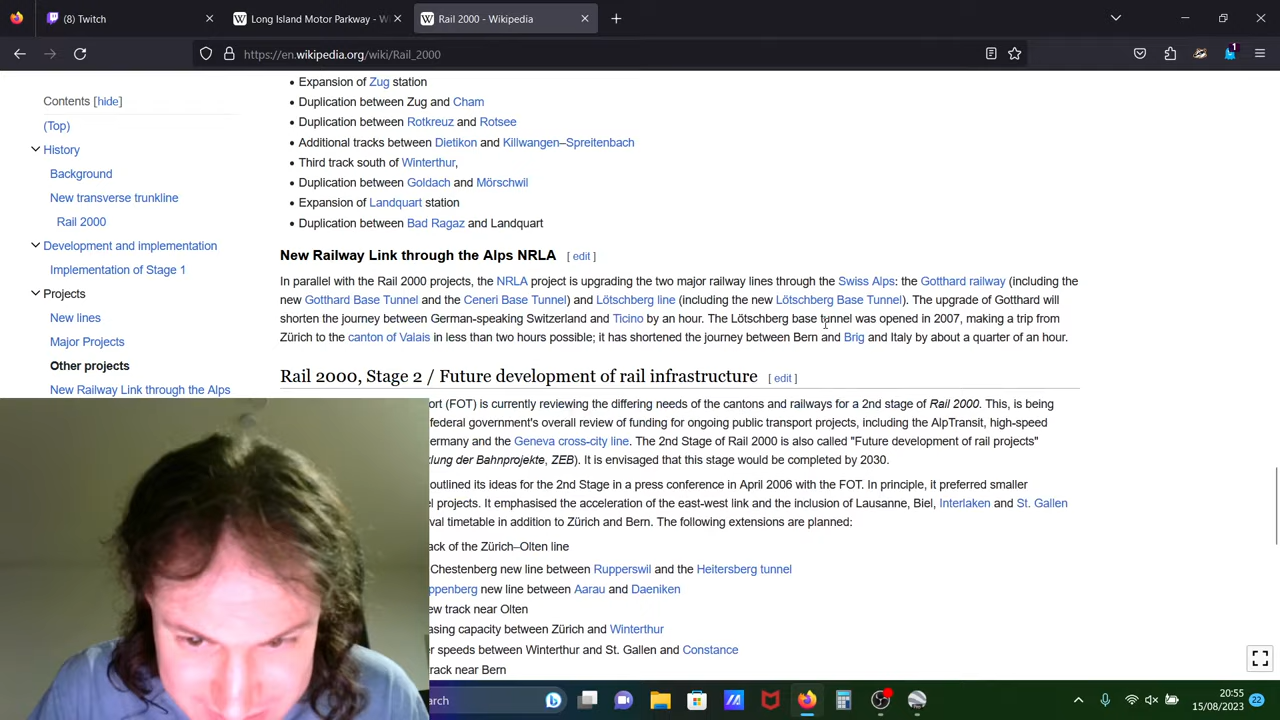 (8) Twitch
Long Island Motor Parkway - W
Rail 2000 - Wikipedia
https://en.wikipedia.org/wiki/Rail_2000
1
Contents [hide]
(Top)
History
Background
New transverse trunkline
Rail 2000
Development and implementation
Implementation of Stage 1
Projects
New lines
Major Projects
Other projects
New Railway Link through the Alps
Expansion of Zug station
Duplication between Zug and Cham
Duplication between Rotkreuz and Rotsee
Additional tracks between Dietikon and Killwangen–Spreitenbach
Third track south of Winterthur,
Duplication between Goldach and Mörschwil
Expansion of Landquart station
Duplication between Bad Ragaz and Landquart
New Railway Link through the Alps NRLA [ edit ]
In parallel with the Rail 2000 projects, the NRLA project is upgrading the two major railway lines through the Swiss Alps: the Gotthard railway (including the
new Gotthard Base Tunnel and the Ceneri Base Tunnel) and Lötschberg line (including the new Lötschberg Base Tunnel). The upgrade of Gotthard will
shorten the journey between German-speaking Switzerland and Ticino by an hour. The Lötschberg base tunnel was opened in 2007, making a trip from
Zürich to the canton of Valais in less than two hours possible; it has shortened the journey between Bern and Brig and Italy by about a quarter of an hour.
Rail 2000, Stage 2 / Future development of rail infrastructure [ edit ]
ort (FOT) is currently reviewing the differing needs of the cantons and railways for a 2nd stage of Rail 2000. This, is being
federal government's overall review of funding for ongoing public transport projects, including the AlpTransit, high-speed
ermany and the Geneva cross-city line. The 2nd Stage of Rail 2000 is also called "Future development of rail projects"
klung der Bahnprojekte, ZEB). It is envisaged that this stage would be completed by 2030.
outlined its ideas for the 2nd Stage in a press conference in April 2006 with the FOT. In principle, it preferred smaller
el projects. It emphasised the acceleration of the east-west link and the inclusion of Lausanne, Biel, Interlaken and St. Gallen
rval timetable in addition to Zürich and Bern. The following extensions are planned:
ack of the Zürich–Olten line
Chestenberg new line between Rupperswil and the Heitersberg tunnel
ppenberg new line between Aarau and Daeniken
ew track near Olten
asing capacity between Zürich and Winterthur
r speeds between Winterthur and St. Gallen and Constance
track near Bern
arch
20:55
15/08/2023
22